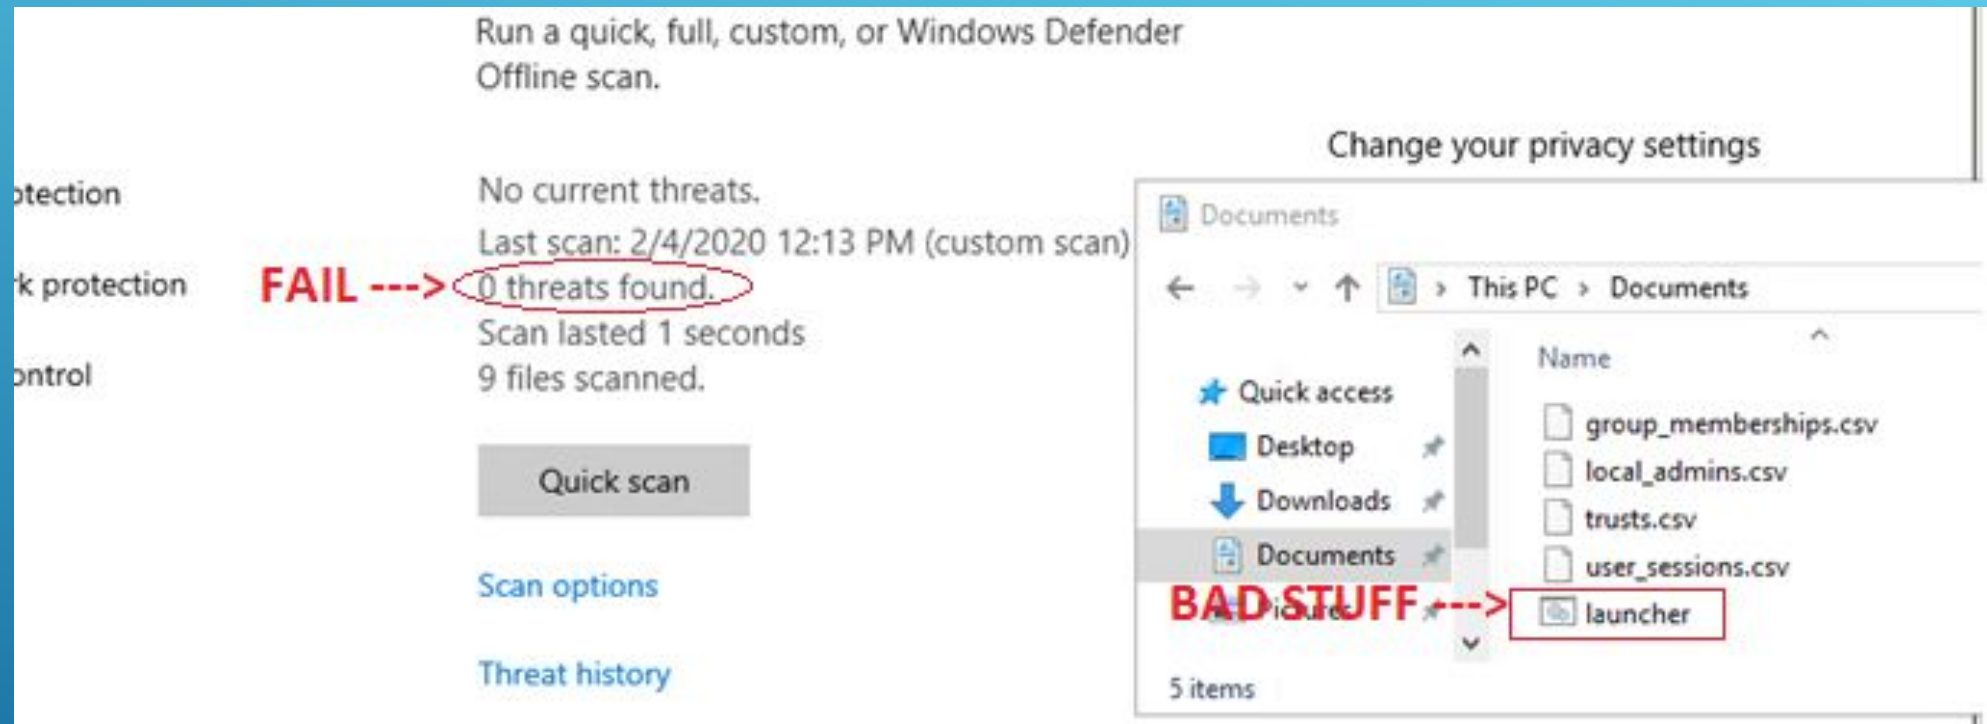 Run a quick, full, custom, or Windows Defender
Offline scan.
Change your privacy settings
otection
rk protection
ontrol
No current threats.
Last scan: 2/4/2020 12:13 PM (custom scan)
FAIL ---> 0 threats found.
Scan lasted 1 seconds
9 files scanned.
Quick scan
Scan options
Threat history
Documents
This PC > Documents
Quick access
Desktop
Downloads
Documents
Pictures
BAD STUFF --->
Name
group_memberships.csv
local_admins.csv
trusts.csv
user_sessions.csv
launcher
5 items